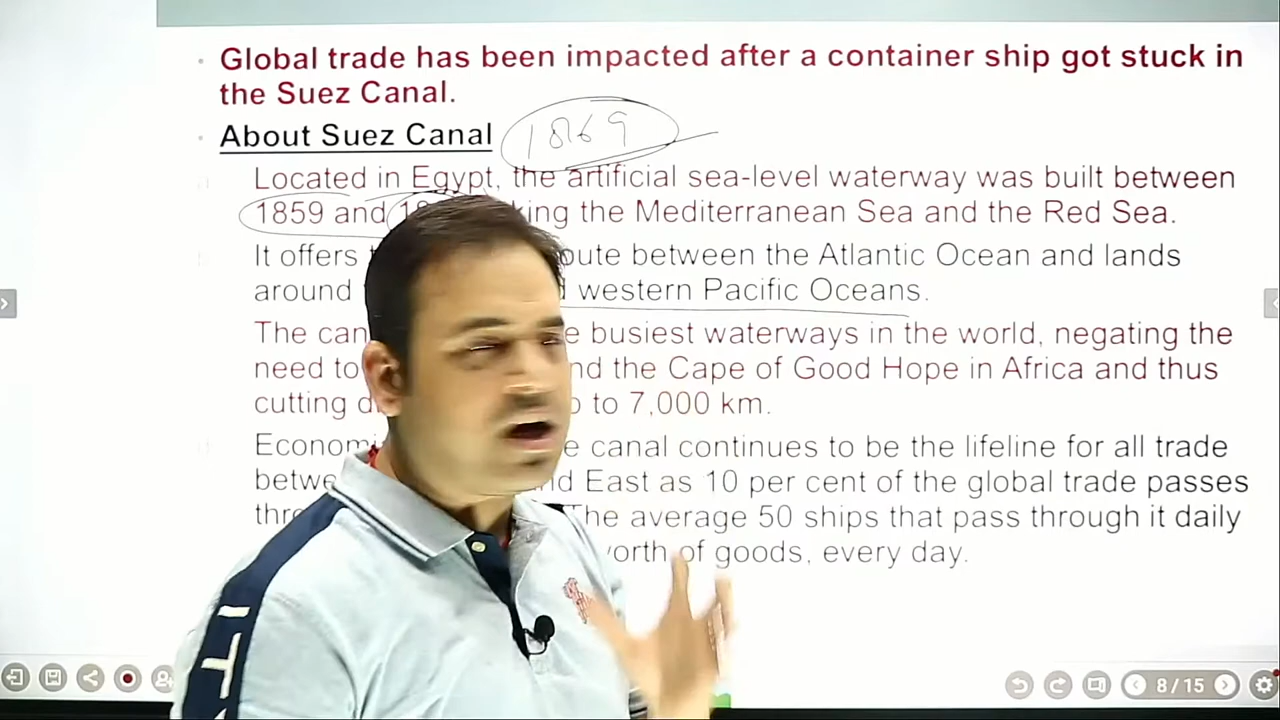 Global trade has been impacted after a container ship got stuck in
the Suez Canal.
About Suez Canal
1869
Located in Egypt, the artificial sea-level waterway was built between
1859 and king the Mediterranean Sea and the Red Sea.
It offers oute between the Atlantic Ocean and lands
around western Pacific Oceans.
The can busiest waterways in the world, negating the
need to the Cape of Good Hope in Africa and thus
cutting to 7,000 km.
Economi canal continues to be the lifeline for all trade
betwe East as 10 per cent of the global trade passes
The average 50 ships that pass through it daily
orth of goods, every day.
ITY
8/15